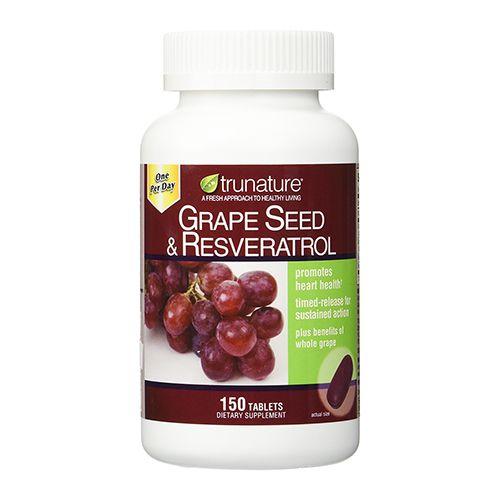 One
Per Day
trunature®
A FRESH APPROACH TO HEALTHY LIVING
GRAPE SEED
& RESVERATROL
promotes
heart health†
timed-release for
sustained action
plus benefits of
whole grape
150 TABLETS
DIETARY SUPPLEMENT
actual size